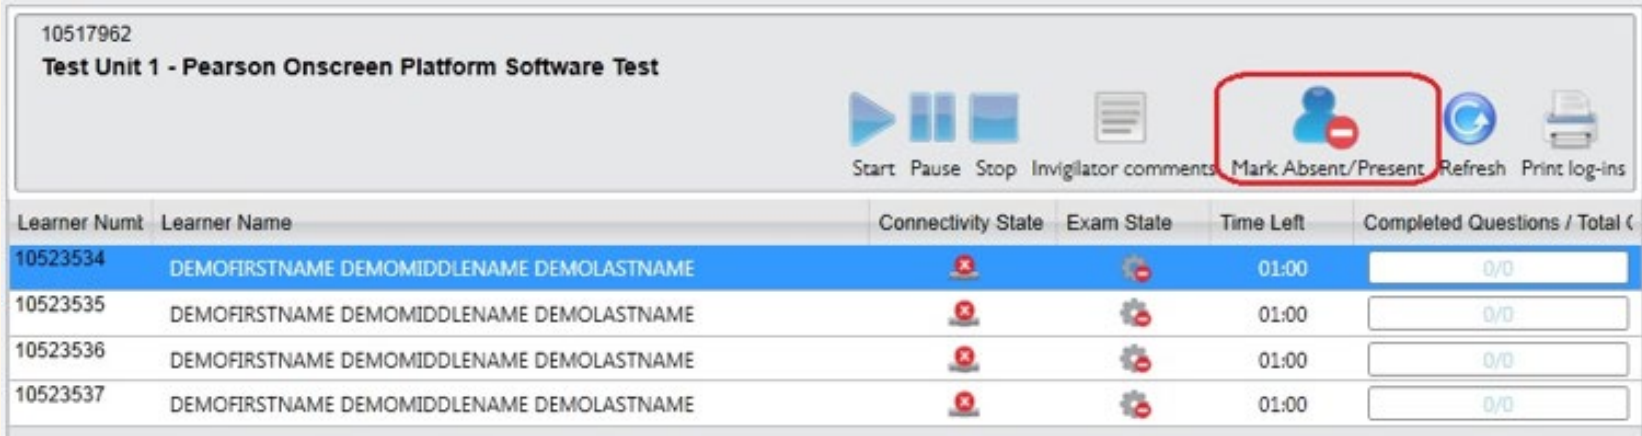 10517962
Test Unit 1 - Pearson Onscreen Platform Software Test
Start Pause Stop Invigilator comments Mark Absent/Present Refresh Print log-ins
Learner Numt Learner Name Connectivity State Exam State Time Left Completed Questions / Total (
10523534 DEMOFIRSTNAME DEMOMIDDLENAME DEMOLASTNAME 01:00 0/0
10523535 DEMOFIRSTNAME DEMOMIDDLENAME DEMOLASTNAME 01:00 0/0
10523536 DEMOFIRSTNAME DEMOMIDDLENAME DEMOLASTNAME 01:00 0/0
10523537 DEMOFIRSTNAME DEMOMIDDLENAME DEMOLASTNAME 01:00 0/0